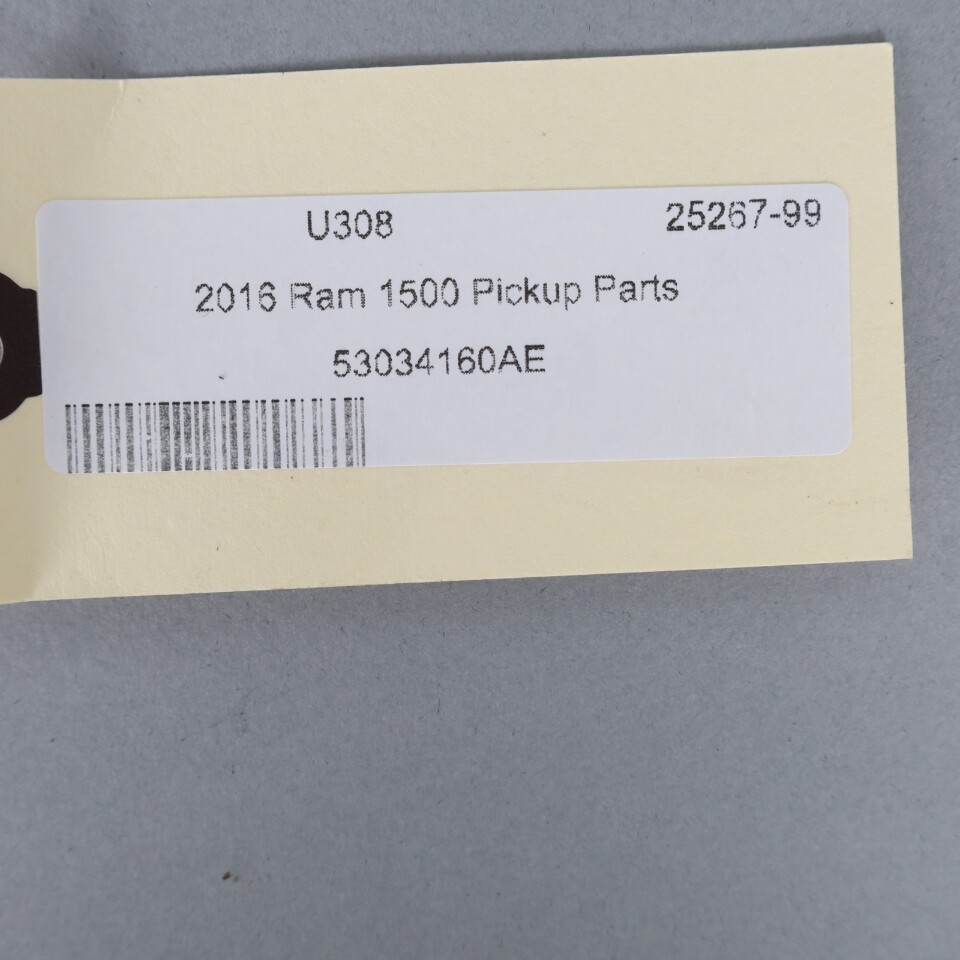 U308 25267-99
2016 Ram 1500 Pickup Parts
53034160AE